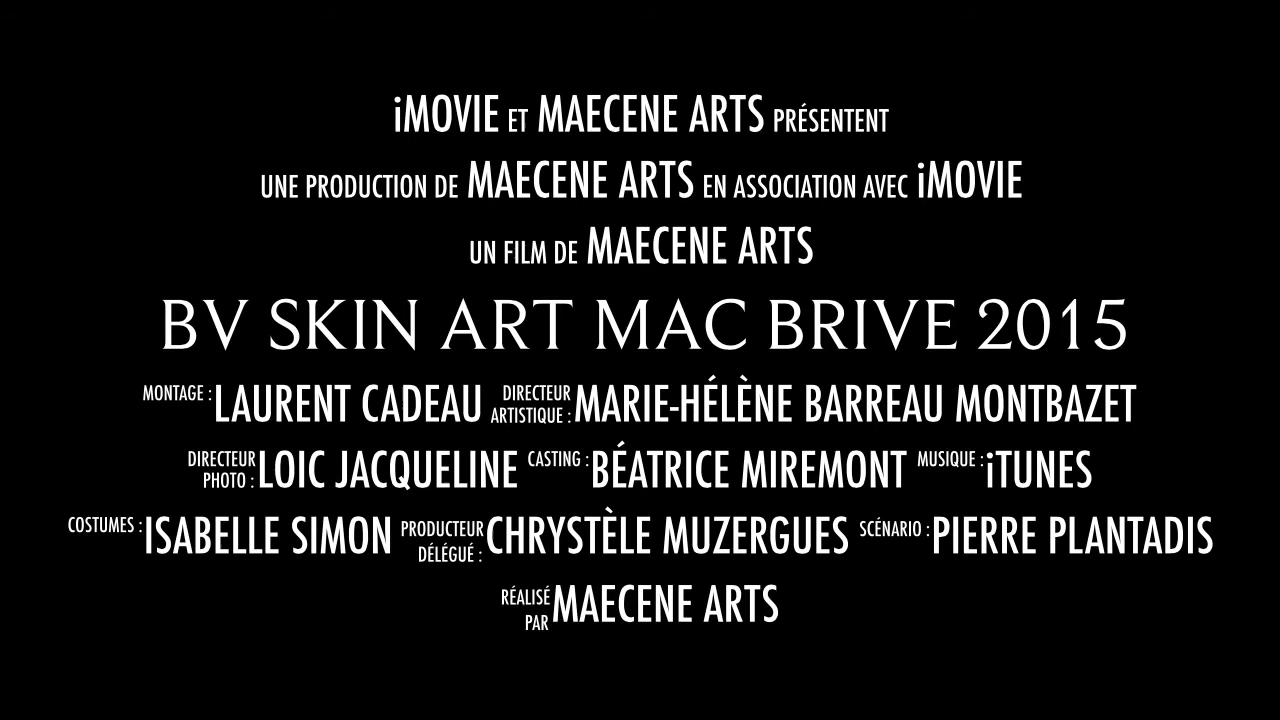 iMOVIE ET MAECENE ARTS PRÉSENTENT
UNE PRODUCTION DE MAECENE ARTS EN ASSOCIATION AVEC iMOVIE
UN FILM DE MAECENE ARTS
BV SKIN ART MAC BRIVE 2015
MONTAGE : LAURENT CADEAU DIRECTEUR ARTISTIQUE : MARIE-HÉLÈNE BARREAU MONTBAZET
DIRECTEUR PHOTO : LOIC JACQUELINE CASTING : BÉATRICE MIREMONT MUSIQUE : iTUNES
COSTUMES : ISABELLE SIMON PRODUCTEUR DÉLÉGUÉ : CHRYSTÈLE MUZERGUES SCÉNARIO : PIERRE PLANTADIS
RÉALISÉ PAR MAECENE ARTS